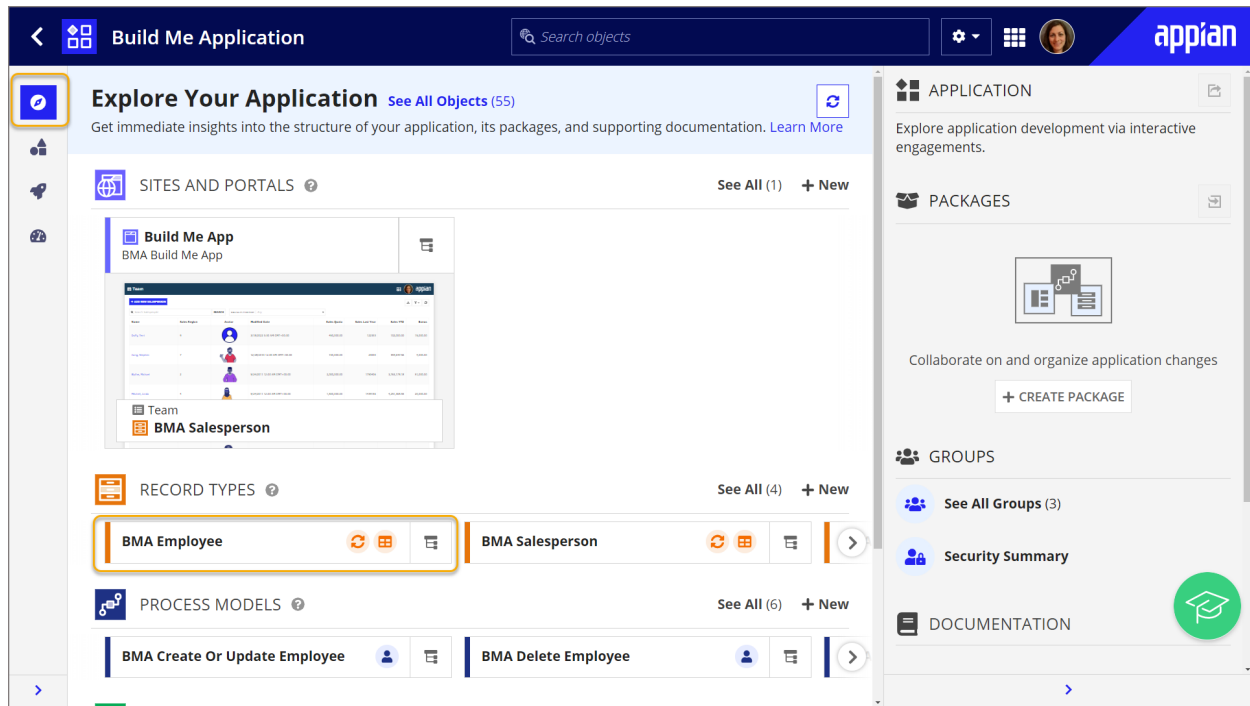 Build Me Application
Search objects
appian
Explore Your Application See All Objects (55)
Get immediate insights into the structure of your application, its packages, and supporting documentation. Learn More
SITES AND PORTALS
See All (1) + New
Build Me App
BMA Build Me App
Team
appian
+ ADD NEW SALESPERSON
Team
BMA Salesperson
RECORD TYPES
See All (4) + New
BMA Employee
BMA Salesperson
PROCESS MODELS
See All (6) + New
BMA Create Or Update Employee
BMA Delete Employee
APPLICATION
Explore application development via interactive
engagements.
PACKAGES
Collaborate on and organize application changes
+ CREATE PACKAGE
GROUPS
See All Groups (3)
Security Summary
DOCUMENTATION